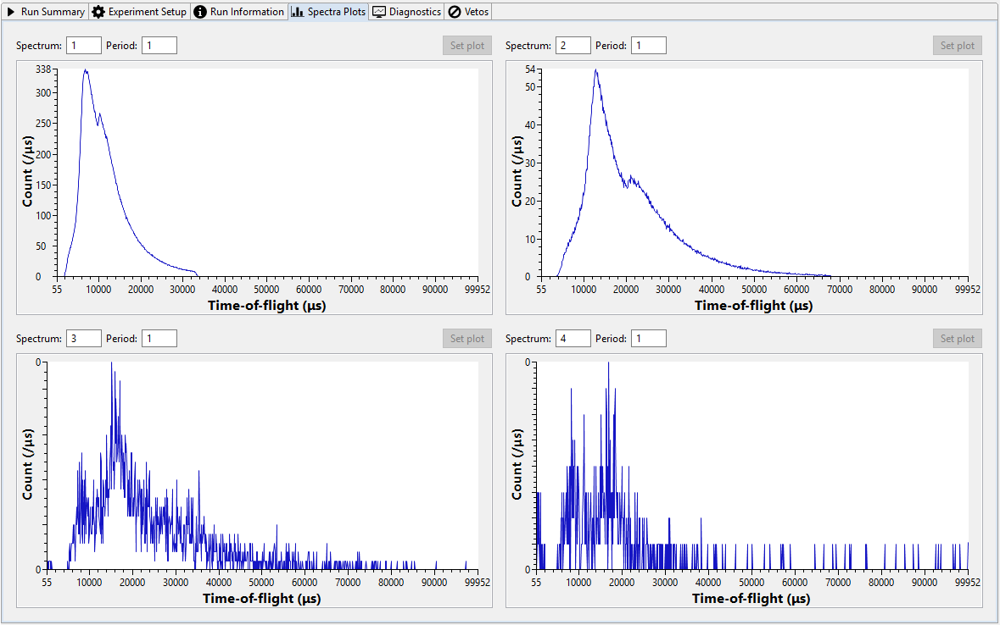 Run Summary Experiment Setup Run Information Spectra Plots Diagnostics Vetos
Spectrum: 1 Period: 1 Set plot
338
300
250
200
150
100
50
0
Count (/µs)
55 10000 20000 30000 40000 50000 60000 70000 80000 90000 99952
Time-of-flight (µs)
Spectrum: 2 Period: 1 Set plot
54
50
40
30
20
10
0
Count (/µs)
55 10000 20000 30000 40000 50000 60000 70000 80000 90000 99952
Time-of-flight (µs)
Spectrum: 3 Period: 1 Set plot
0
0
Count (/µs)
55 10000 20000 30000 40000 50000 60000 70000 80000 90000 99952
Time-of-flight (µs)
Spectrum: 4 Period: 1 Set plot
0
0
Count (/µs)
55 10000 20000 30000 40000 50000 60000 70000 80000 90000 99952
Time-of-flight (µs)